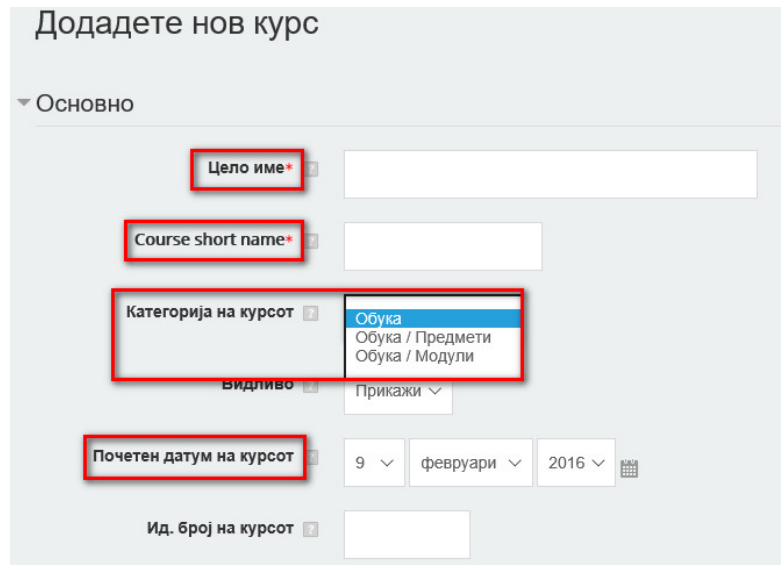 Додадете нов курс
Основно
Цело име*
Course short name*
Категорија на курсот
Обука
Обука / Предмети
Обука / Модули
Видливо Прикажи
Почетен датум на курсот 9 февруари 2016
Ид. број на курсот